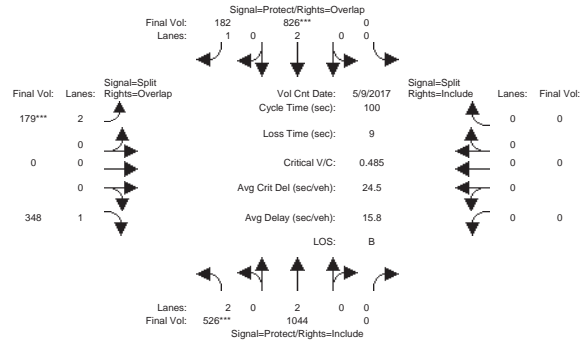 Signal=Protect/Rights=Overlap
Final Vol: 182 826*** 0
Lanes: 1 0 2 0 0
Signal=Split Signal=Split
Final Vol: Lanes: Rights=Overlap Vol Cnt Date: 5/9/2017 Rights=Include Lanes: Final Vol:
Cycle Time (sec): 100
179*** 2 0 0
Loss Time (sec): 9
0 0
0 0 Critical V/C: 0.485 0 0
0 Avg Crit Del (sec/veh): 24.5 0
348 1 Avg Delay (sec/veh): 15.8 0 0
LOS: B
Lanes: 2 0 2 0 0
Final Vol: 526*** 1044 0
Signal=Protect/Rights=Include